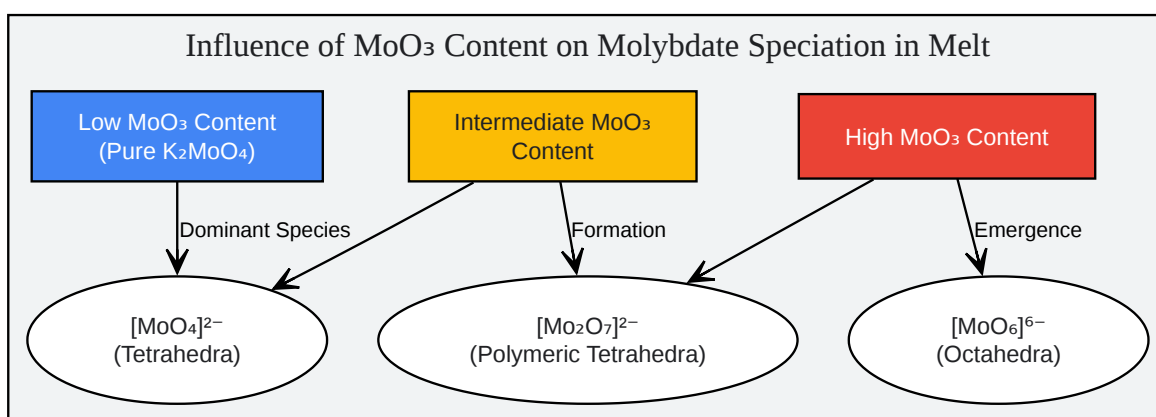 Influence of MoO₃ Content on Molybdate Speciation in Melt
Low MoO₃ Content
(Pure K₂MoO₄)
Intermediate MoO₃
Content
High MoO₃ Content
Dominant Species
Formation
Emergence
[MoO₄]²⁻
(Tetrahedra)
[Mo₂O₇]²⁻
(Polymeric Tetrahedra)
[MoO₆]⁶⁻
(Octahedra)